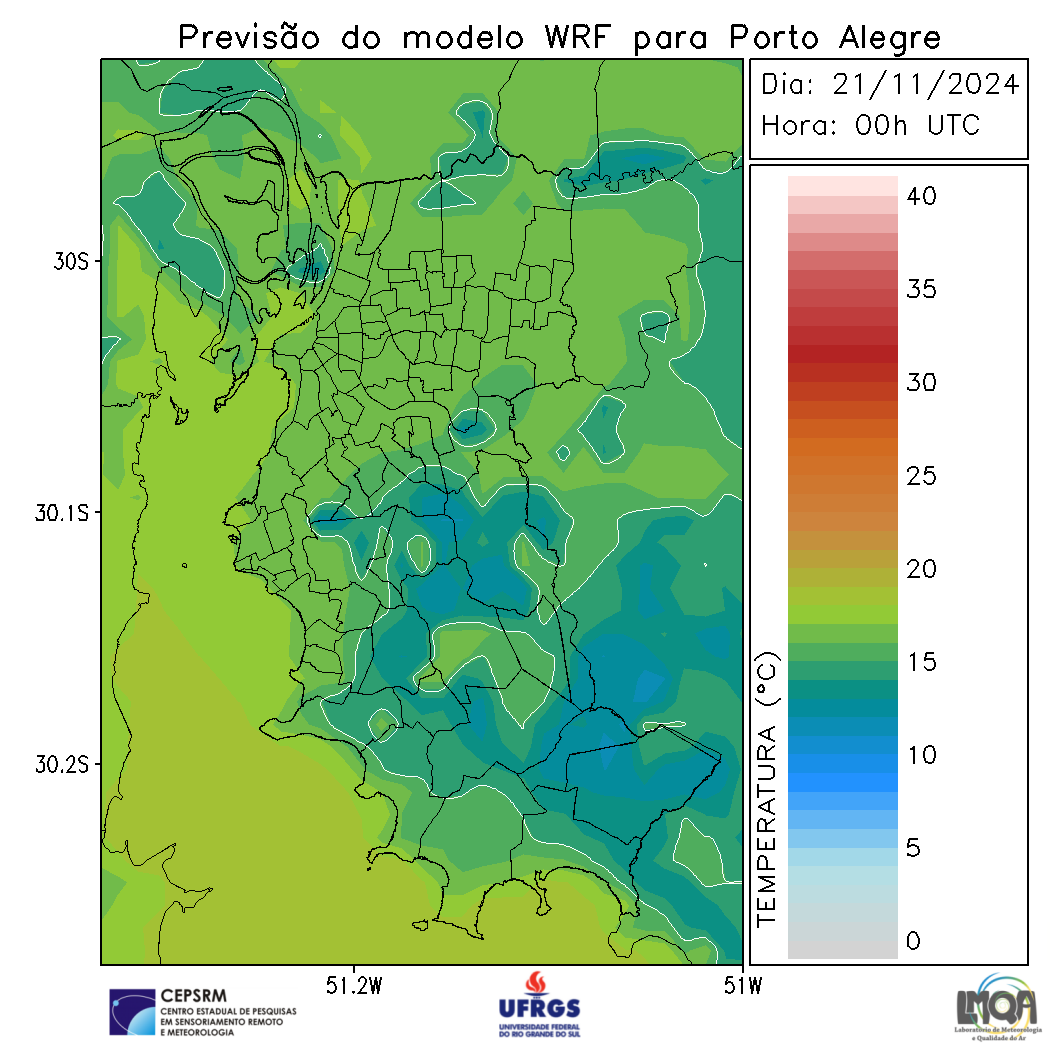 Previsão do modelo WRF para Porto Alegre
Dia: 21/11/2024
Hora: 00h UTC
40
35
30
25
20
15
10
5
0
TEMPERATURA (°C)
30S
30.1S
30.2S
51.2W
51W
CEPSRM
CENTRO ESTADUAL DE PESQUISAS
EM SENSORIAMENTO REMOTO
E METEOROLOGIA
UFRGS
UNIVERSIDADE FEDERAL
DO RIO GRANDE DO SUL
LMQA
Laboratório de Meteorologia
e Qualidade do Ar